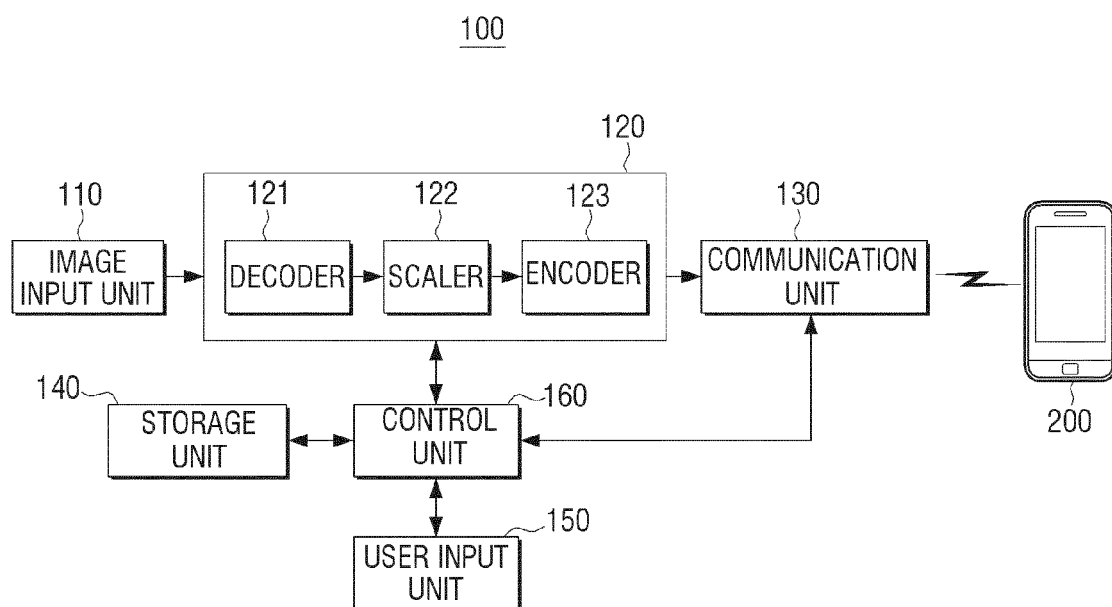 100
120
110
121
122
123
130
IMAGE
INPUT UNIT
DECODER
SCALER
ENCODER
COMMUNICATION
UNIT
140
160
200
STORAGE
UNIT
CONTROL
UNIT
150
USER INPUT
UNIT